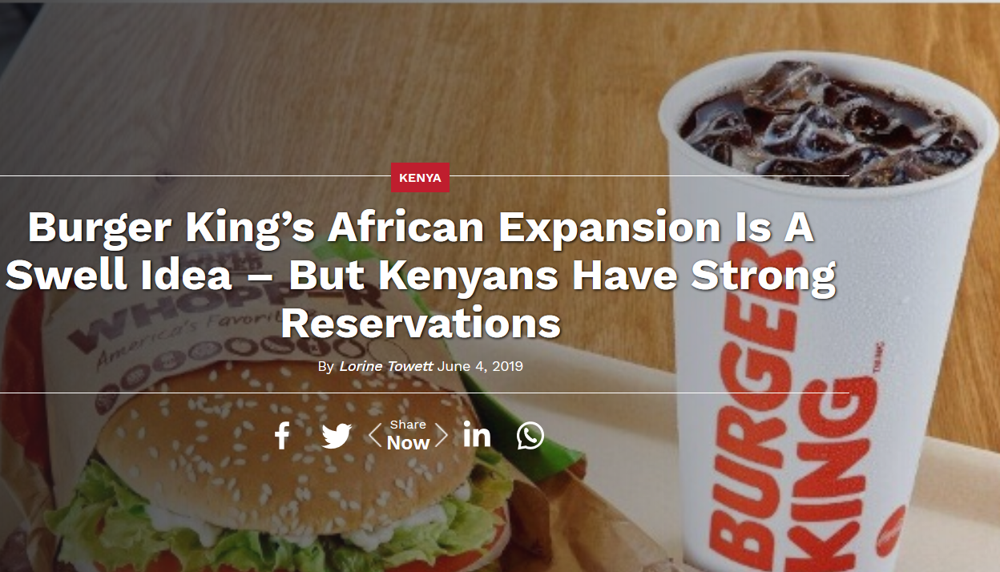 KENYA
Burger King’s African Expansion Is A
Swell Idea – But Kenyans Have Strong
Reservations
By Lorine Towett June 4, 2019
Share
Now
WHOPPER
America's Favorite
BURGER
KING